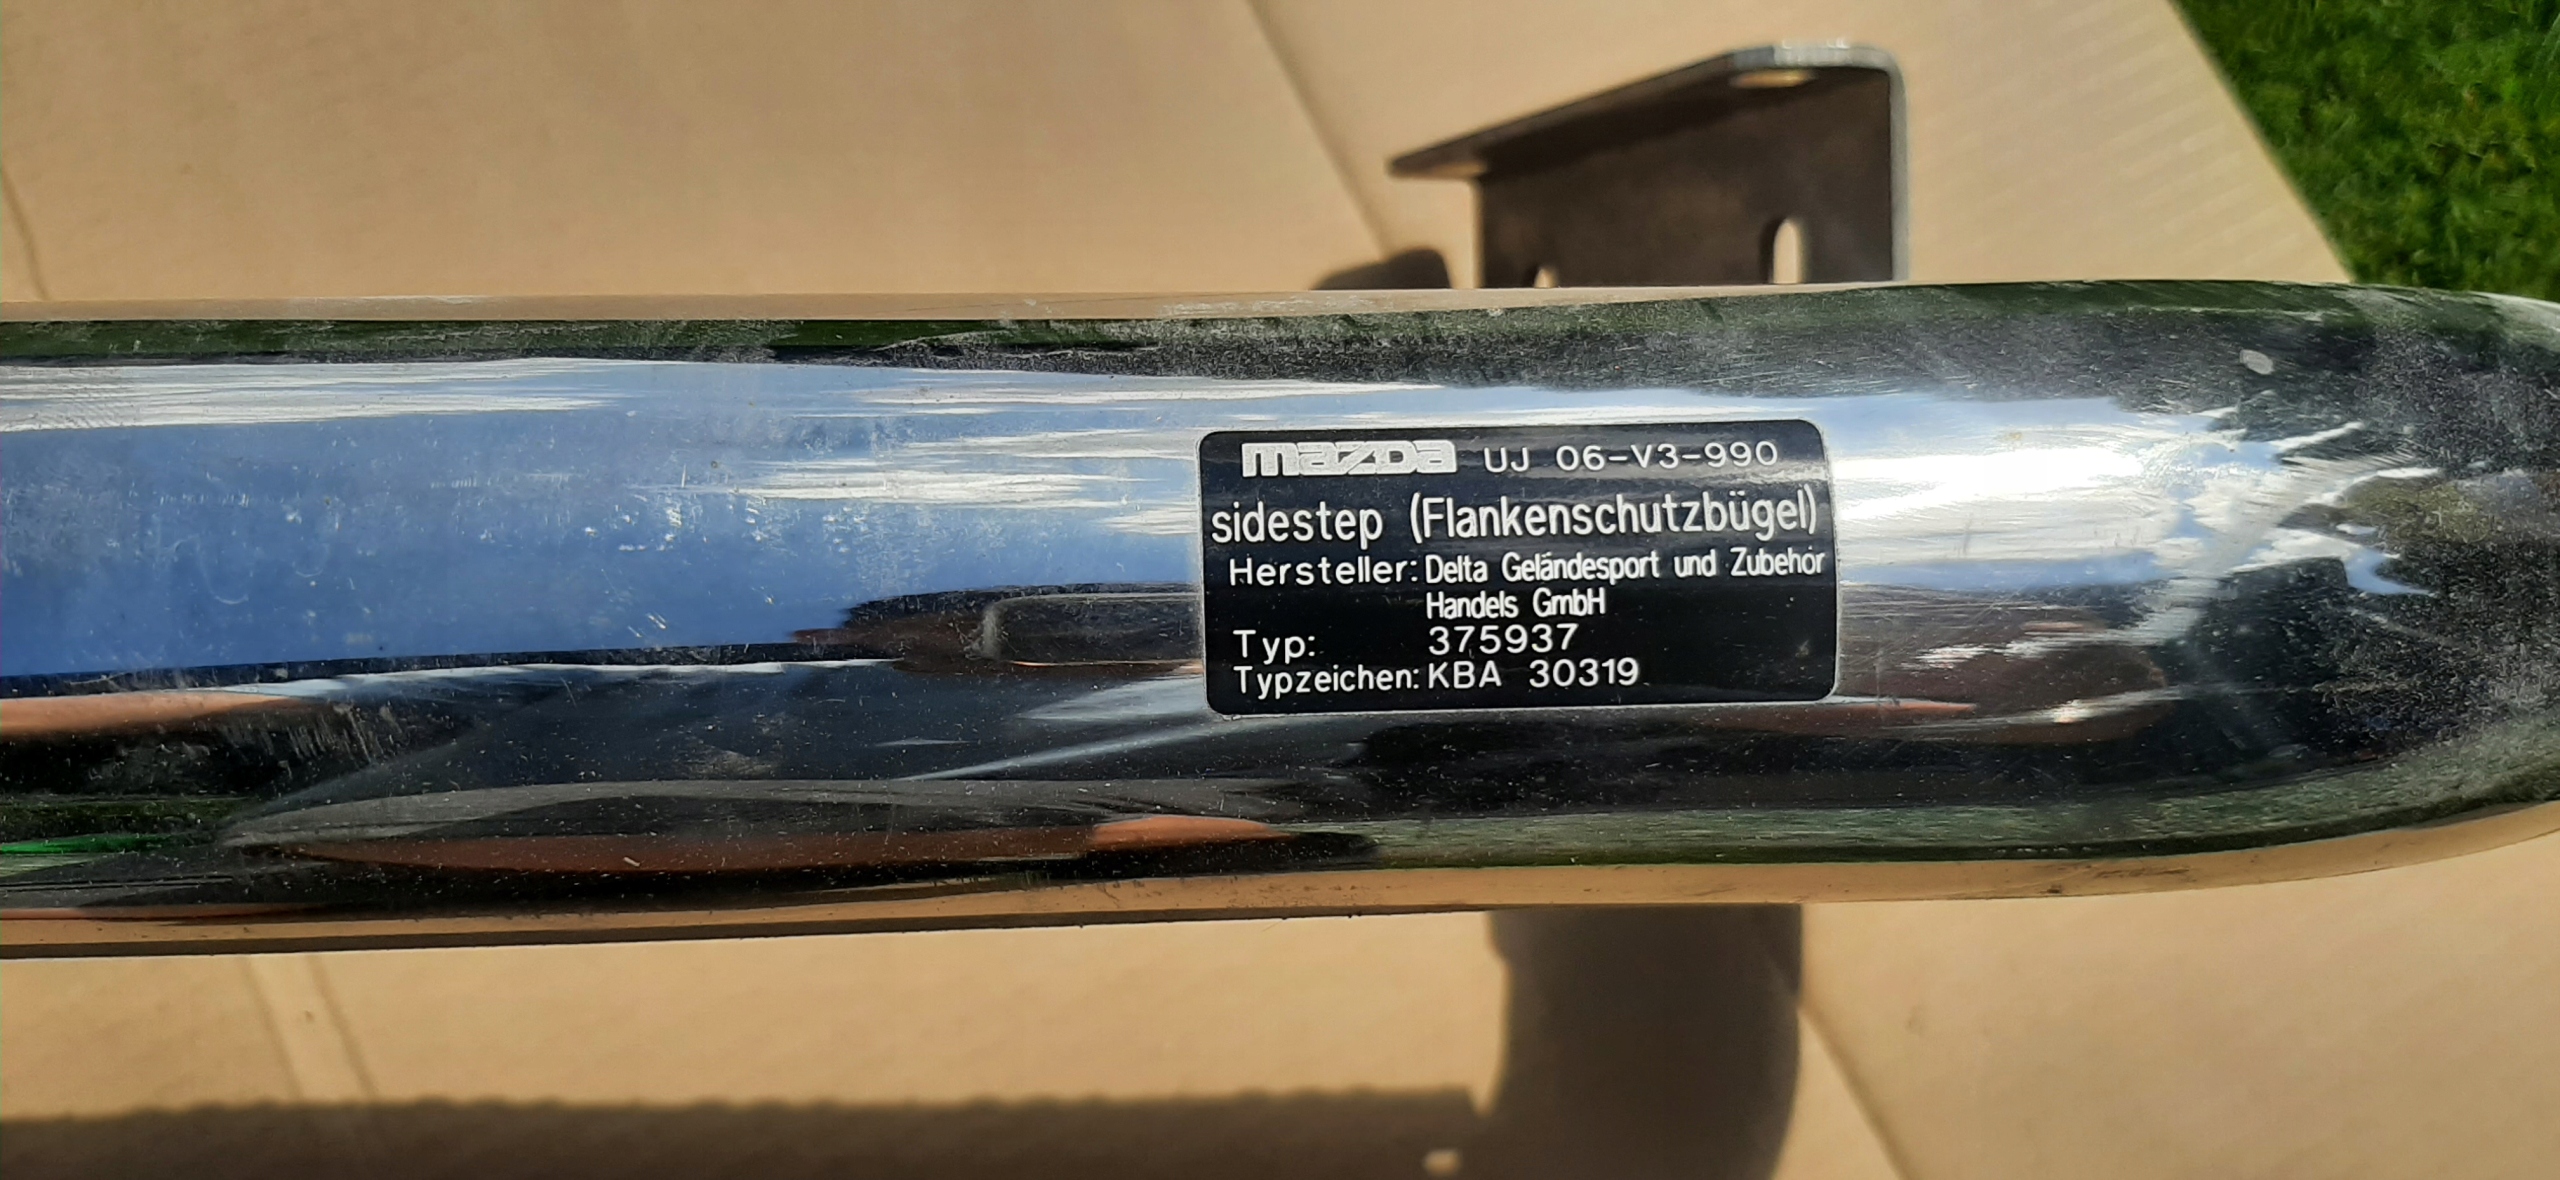 mazda UJ 06-V3-990
sidestep (Flankenschutzbügel)
Hersteller: Delta Geländesport und Zubehör
Handels GmbH
Typ: 375937
Typzeichen: KBA 30319